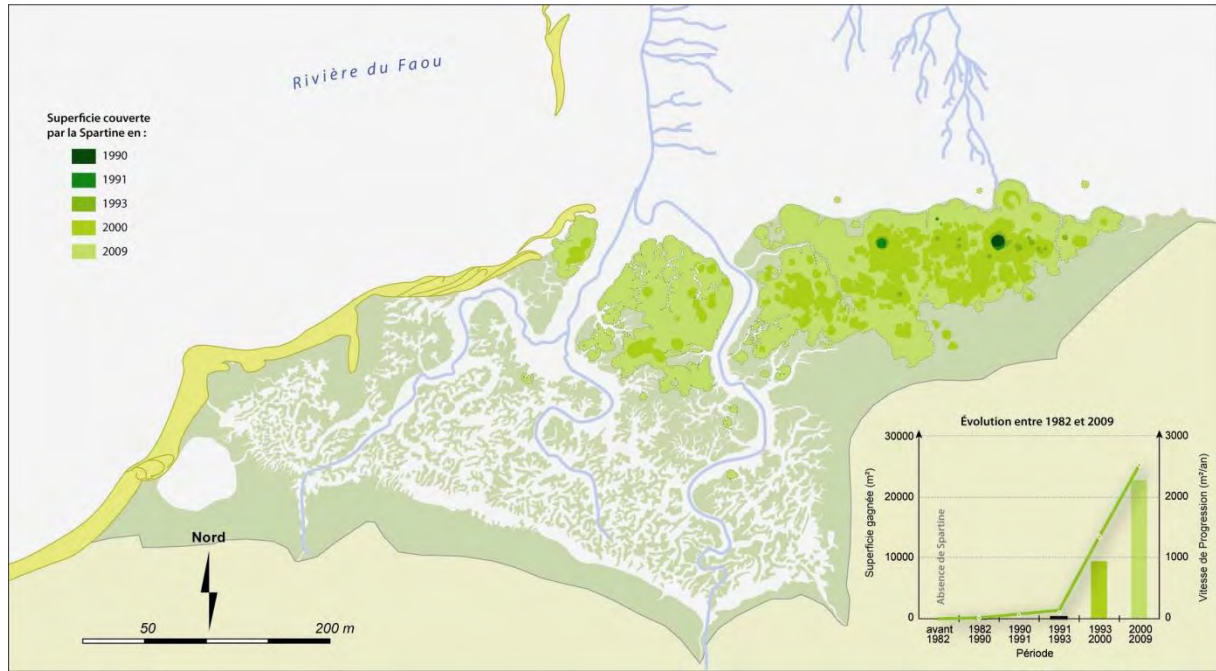 Rivière du Faou
Superficie couverte
par la Spartine en :
1990
1991
1993
2000
2009
Nord
50
200 m
Évolution entre 1982 et 2009
30000
20000
10000
0
Superficie gagnée (m²)
Absence de Spartine
3000
2000
1000
0
Vitesse de Progression (m²/an)
avant 1982 1990 1991 1993 2000
1982 1990 1991 1993 2000 2009
Période